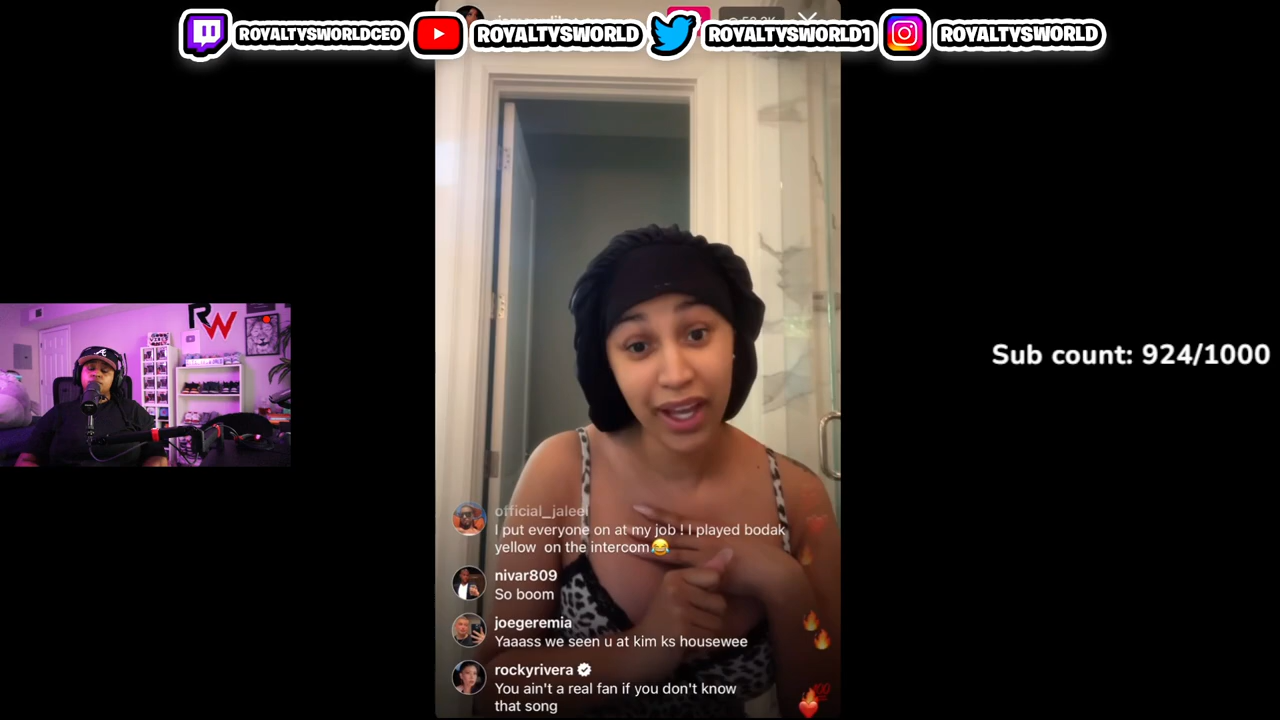 ROYALTYSWORLDCEO
ROYALTYSWORLD
ROYALTYSWORLD1
ROYALTYSWORLD
RW
Sub count: 924/1000
official_jaleel
I put everyone on at my job ! I played bodak
yellow on the intercom😂
nivar809
So boom
joegeremia
Yaaass we seen u at kim ks housewee
rockyrivera
You ain't a real fan if you don't know
that song
💯